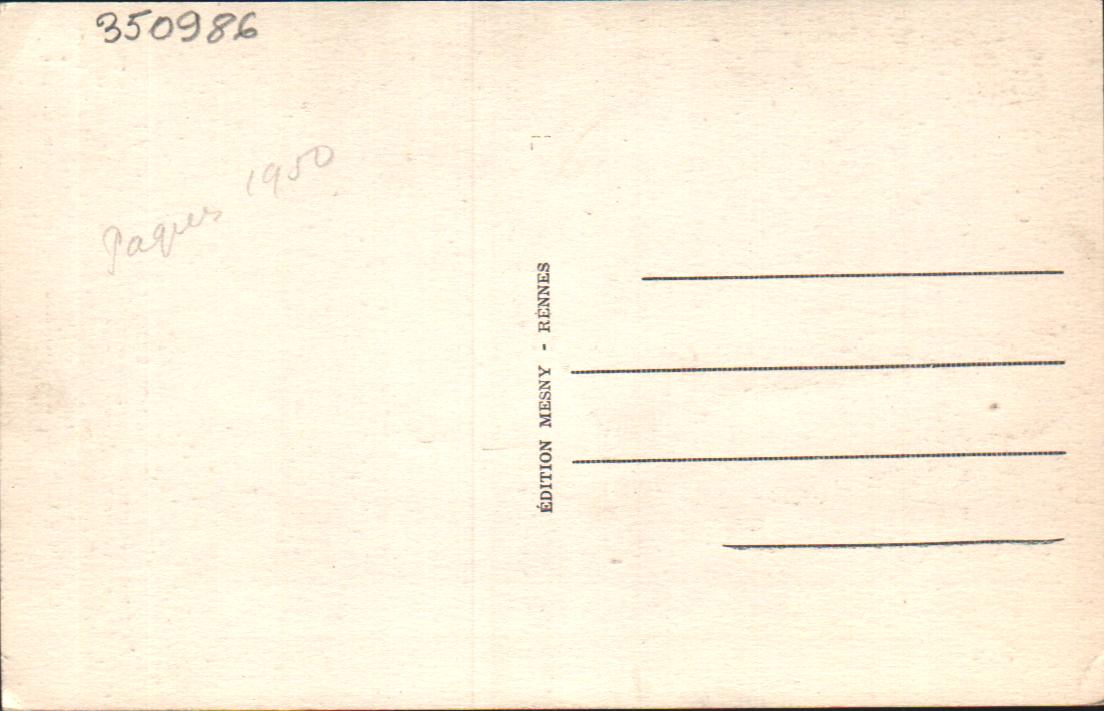 350986
Paques 1950
ÉDITION MESNY - RENNES